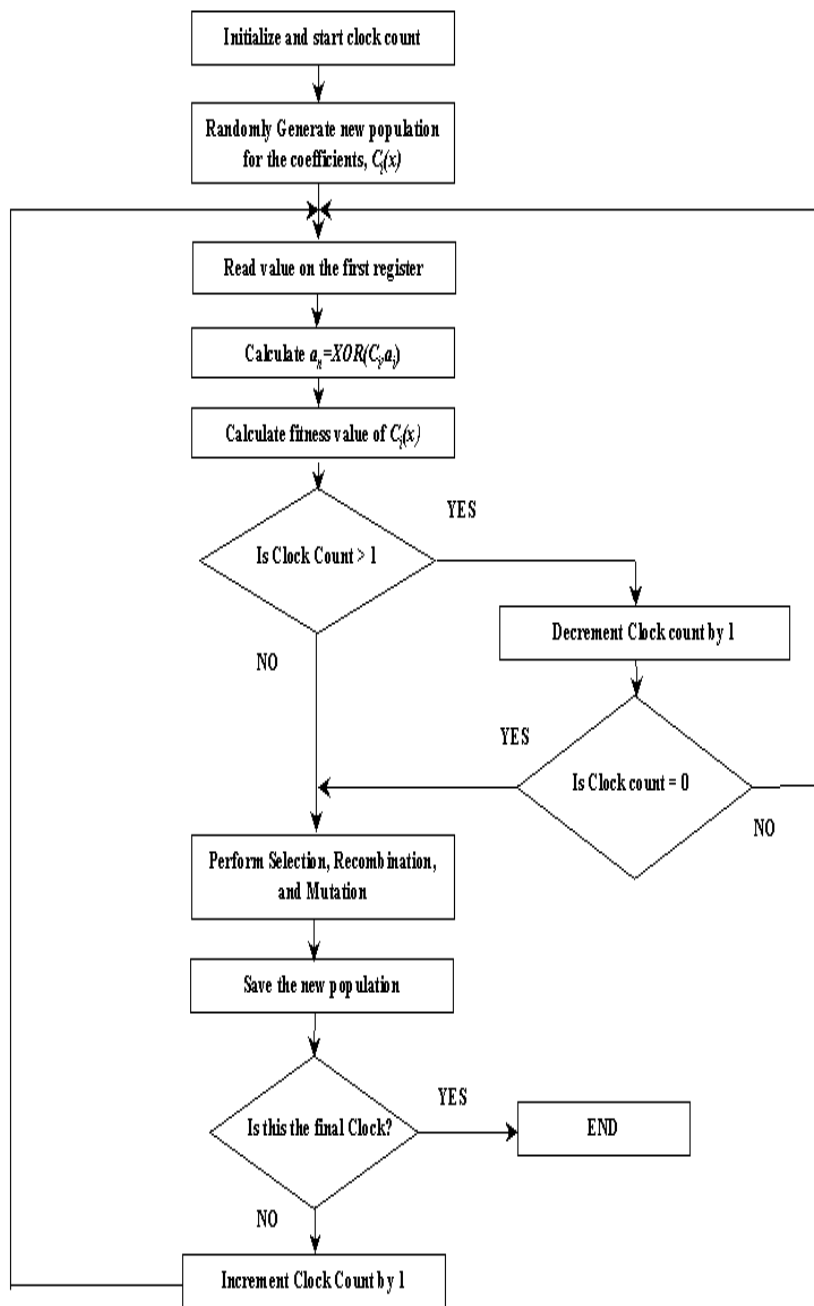 Initialize and start clock count
Randomly Generate new population
for the coefficients, Cᵢ(x)
Read value on the first register
Calculate aₙ=XOR(Cᵢ,aᵢ)
Calculate fitness value of Cᵢ(x)
YES
Is Clock Count > 1
Decrement Clock count by 1
NO
YES
Is Clock count = 0
NO
Perform Selection, Recombination,
and Mutation
Save the new population
YES
Is this the final Clock?
END
NO
Increment Clock Count by 1